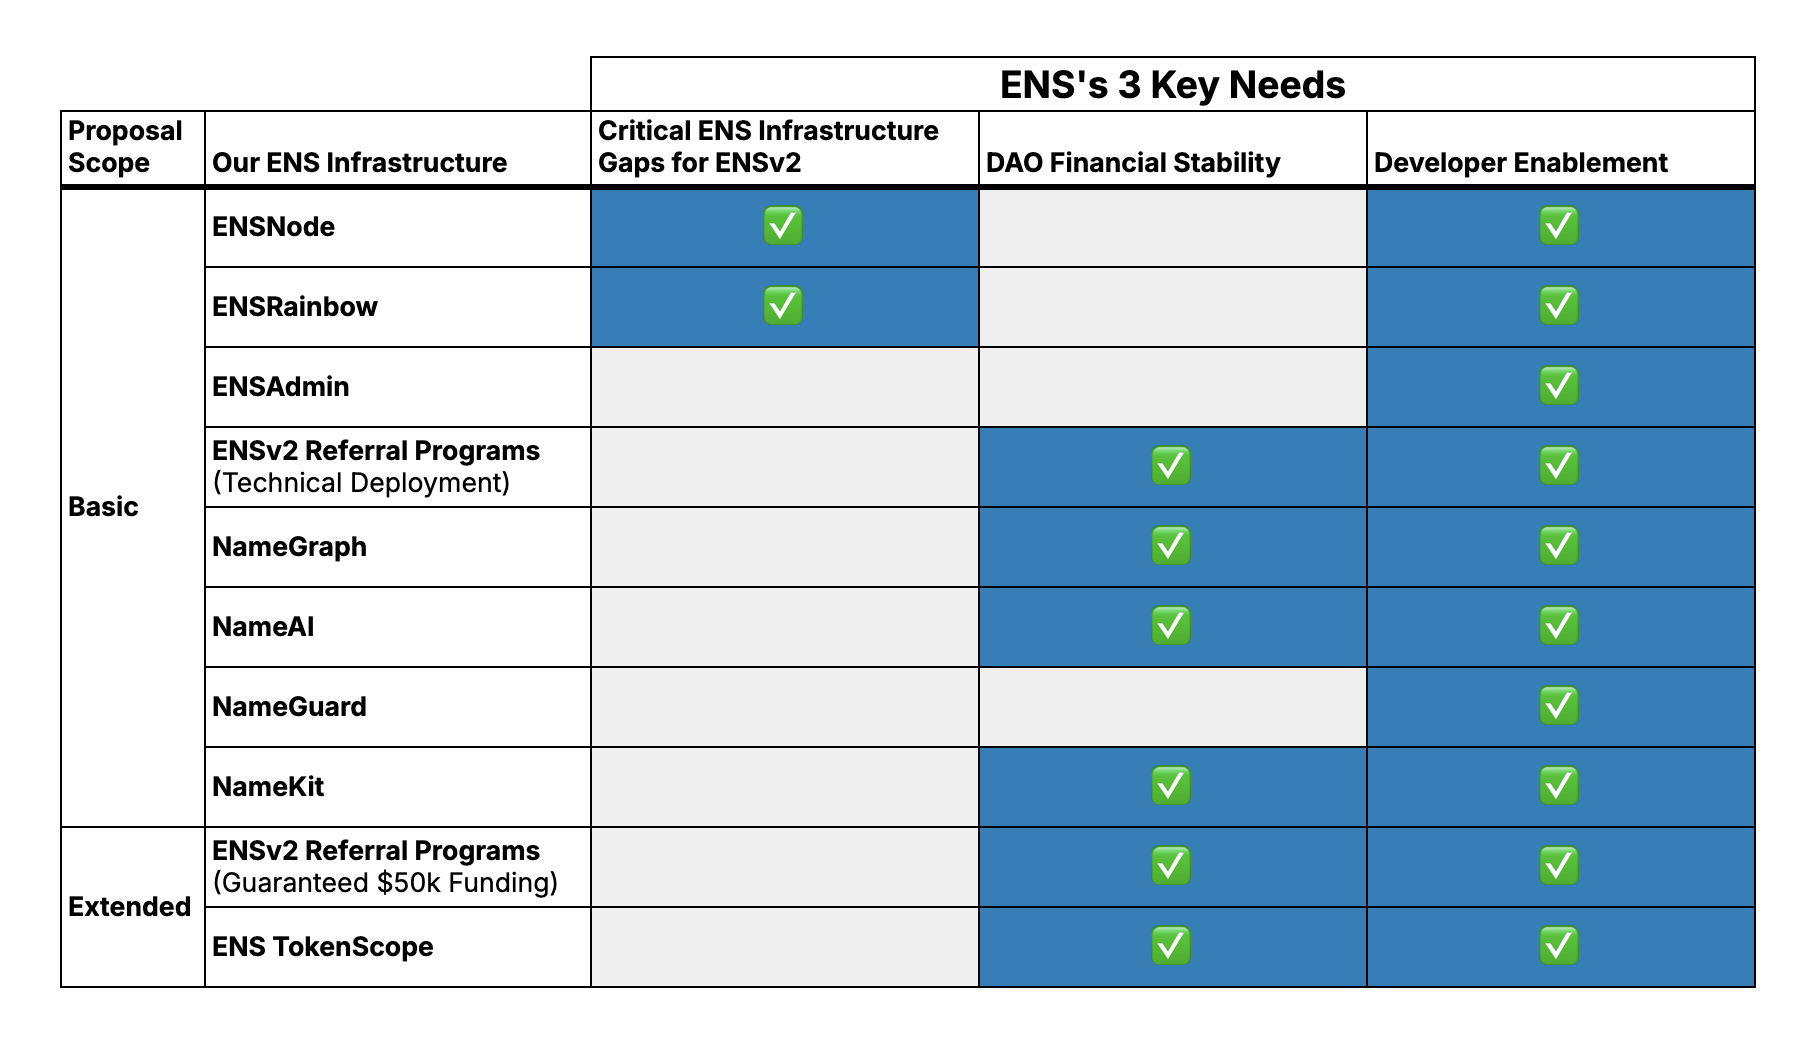 ENS's 3 Key Needs
Proposal
Scope
Our ENS Infrastructure
Critical ENS Infrastructure
Gaps for ENSv2
DAO Financial Stability
Developer Enablement
Basic
ENSNode
✅ ✅
ENSRainbow
✅ ✅
ENSAdmin
✅
ENSv2 Referral Programs
(Technical Deployment)
✅ ✅
NameGraph
✅ ✅
NameAI
✅ ✅
NameGuard
✅
NameKit
✅ ✅
Extended
ENSv2 Referral Programs
(Guaranteed $50k Funding)
✅ ✅
ENS TokenScope
✅ ✅